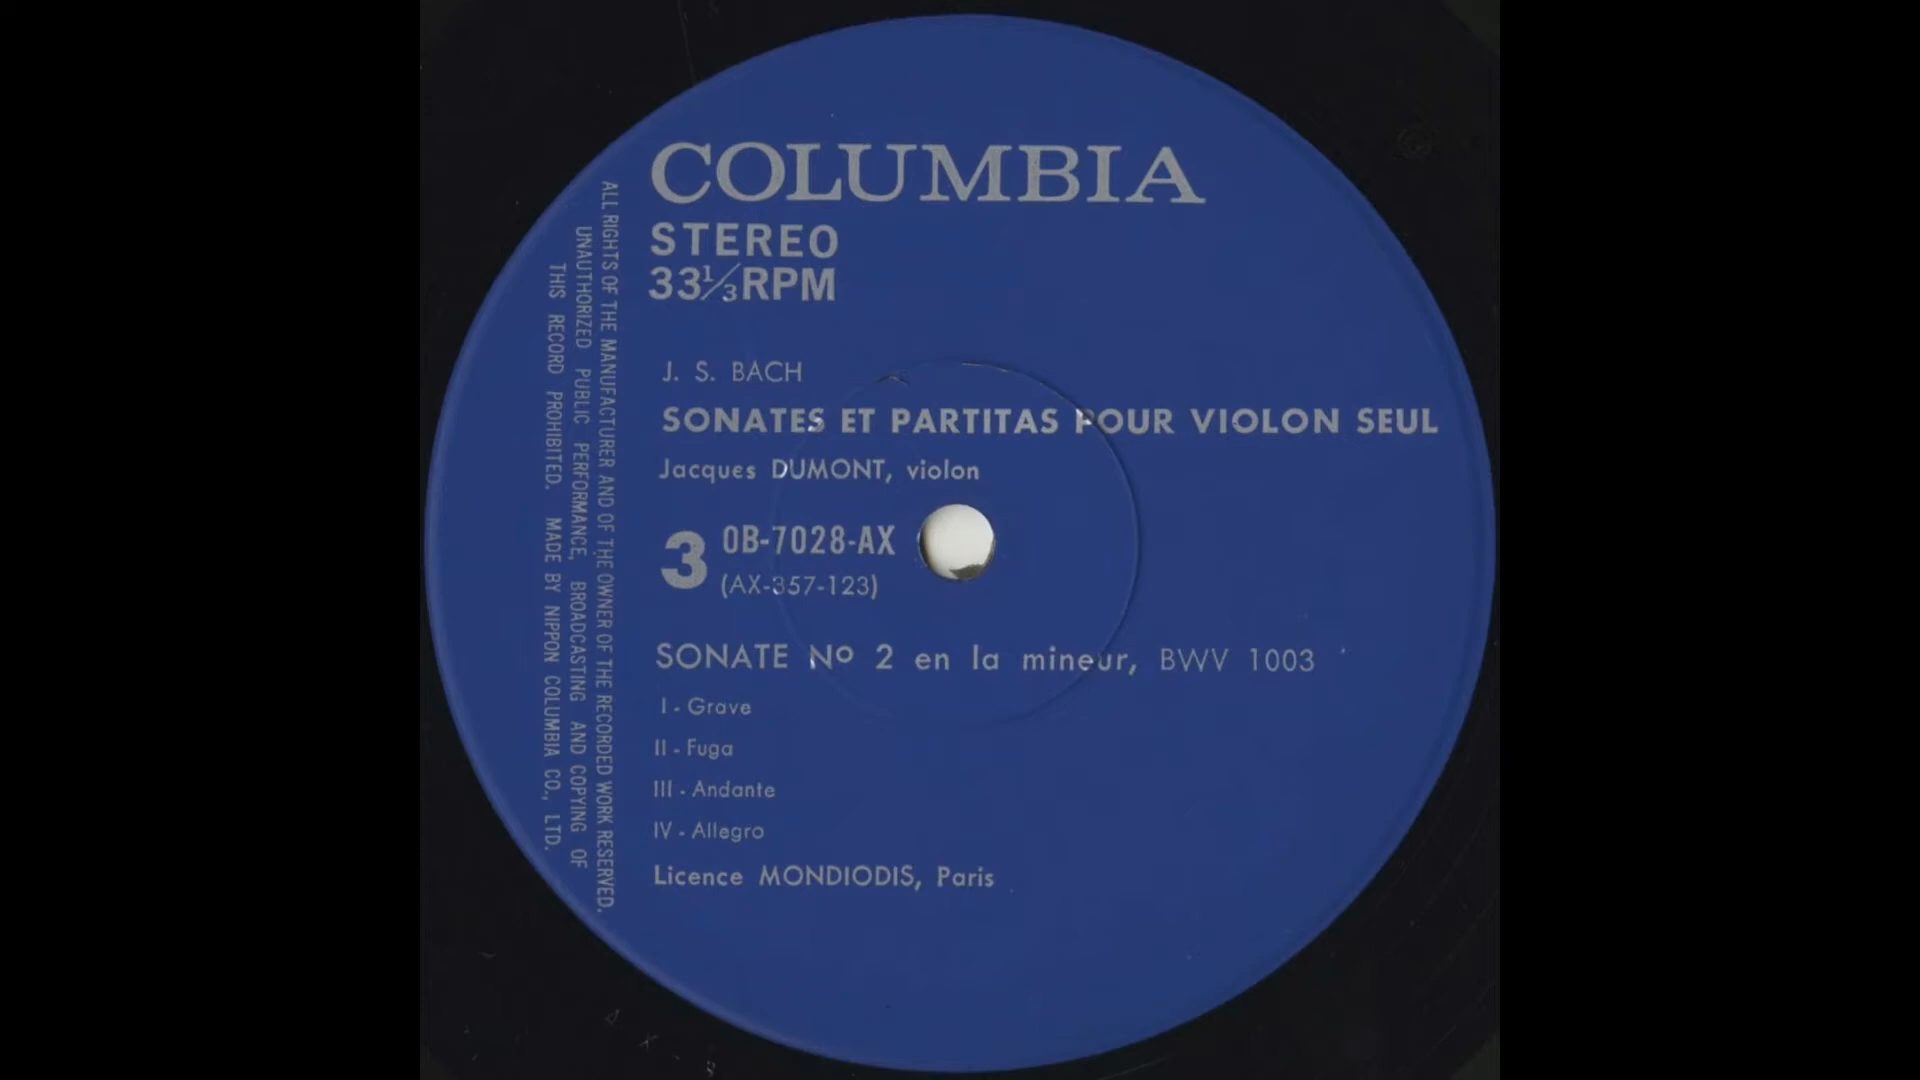 COLUMBIA
STEREO
33⅓RPM
J. S. BACH
SONATES ET PARTITAS POUR VIOLON SEUL
Jacques DUMONT, violon
3 OB-7028-AX
(AX-357-123)
SONATE Nº 2 en la mineur, BWV 1003
I - Grave
II - Fuga
III - Andante
IV - Allegro
Licence MONDIODIS, Paris
ALL RIGHTS OF THE MANUFACTURER AND OF THE OWNER OF THE RECORDED WORK RESERVED.
UNAUTHORIZED PUBLIC PERFORMANCE, BROADCASTING AND COPYING OF
THIS RECORD PROHIBITED. MADE BY NIPPON COLUMBIA CO., LTD.